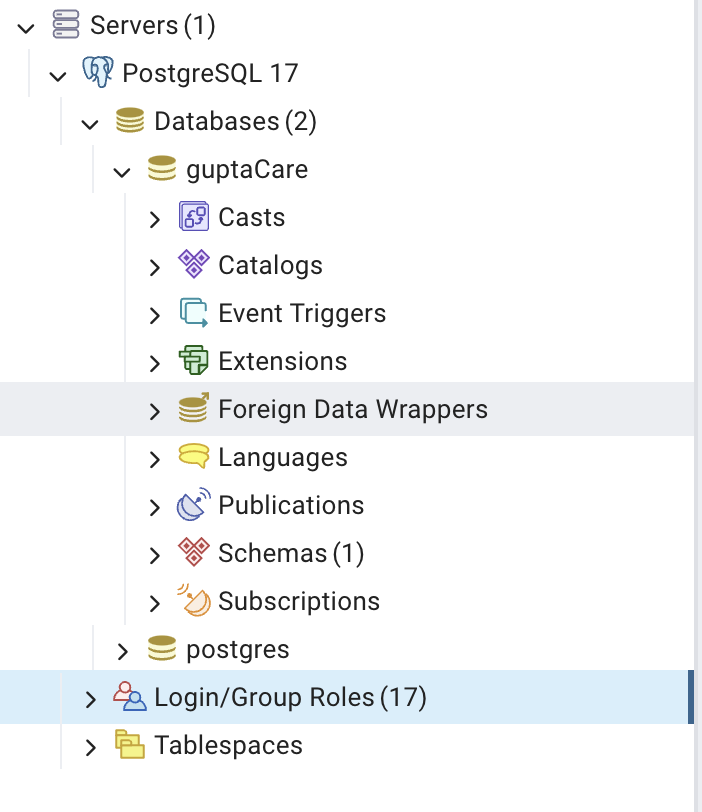 Servers (1)
PostgreSQL 17
Databases (2)
guptaCare
Casts
Catalogs
Event Triggers
Extensions
Foreign Data Wrappers
Languages
Publications
Schemas (1)
Subscriptions
postgres
Login/Group Roles (17)
Tablespaces